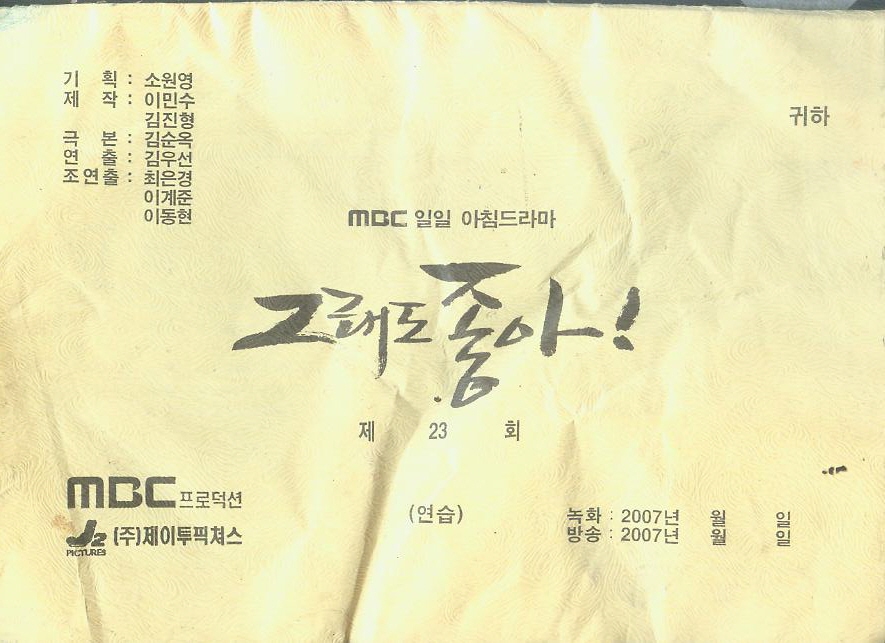 기 획 : 소원영
제 작 : 이민수
김진형
극 본 : 김순옥
연 출 : 김우선
조연출 : 최은경
이계준
이동현
귀하
MBC 일일 아침드라마
그래도 좋아!
제 23 회
MBC 프로덕션
J2 PICTURES (주)제이투픽쳐스
(연습)
녹화 : 2007년 월 일
방송 : 2007년 월 일